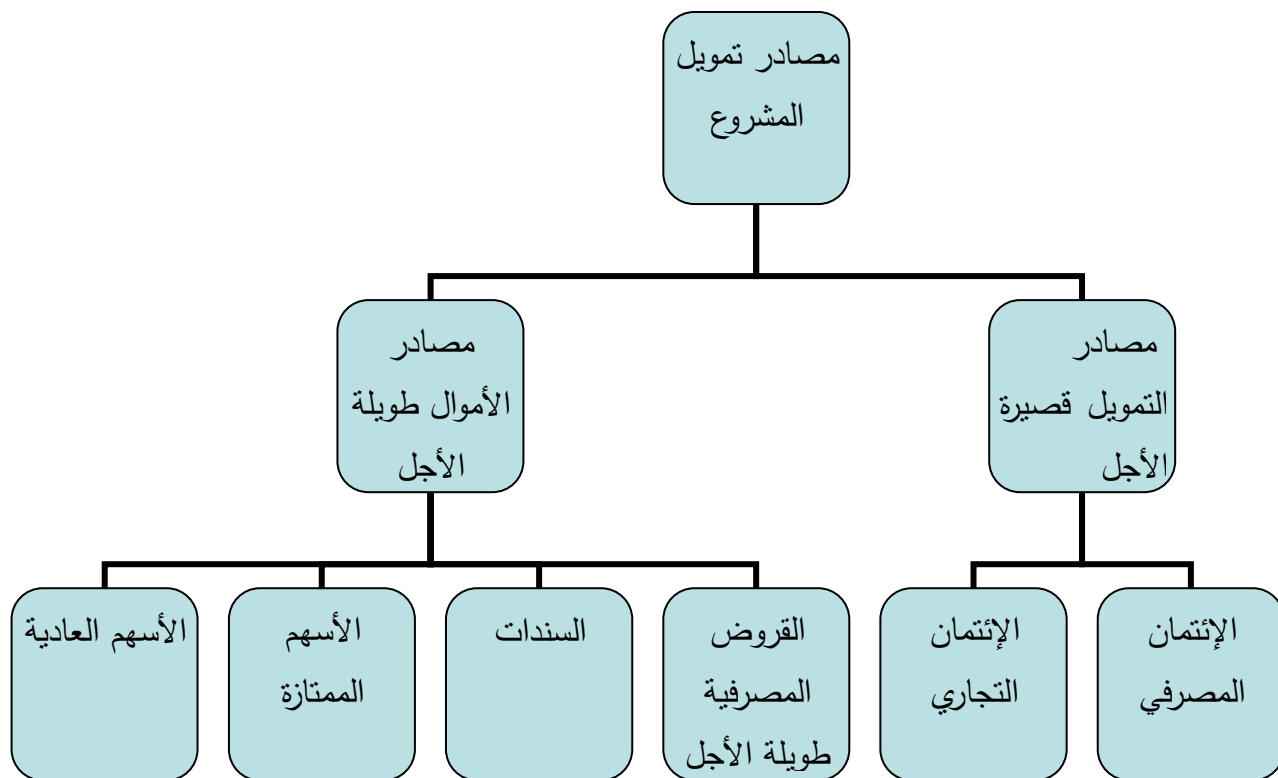 مصادر تمويل
المشروع
مصادر
التمويل قصيرة
الأجل
مصادر
الأموال طويلة
الأجل
الإئتمان
المصرفي
الإئتمان
التجاري
القروض
المصرفية
طويلة الأجل
السندات
الأسهم
الممتازة
الأسهم العادية